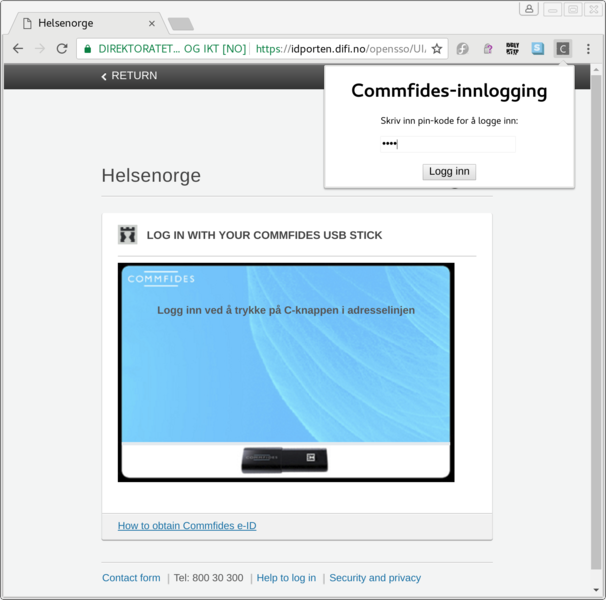 Helsenorge
DIREKTORATET... OG IKT [NO] https://idporten.difi.no/opensso/UI/
RETURN
Commfides-innlogging
Skriv inn pin-kode for å logge inn:
••••
Logg inn
Helsenorge
LOG IN WITH YOUR COMMFIDES USB STICK
COMMFIDES
Logg inn ved å trykke på C-knappen i adresselinjen
COMMFIDES
How to obtain Commfides e-ID
Contact form | Tel: 800 30 300 | Help to log in | Security and privacy